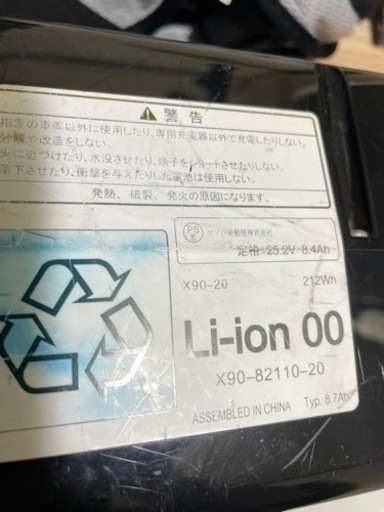 警告
指定の車両以外に使用したり、専用充電器以外で充電したりしない。
分解や改造をしない。
火に近づけたり、水没させたり、端子をショートさせたりしない。
落下させたり、衝撃を与えたりした電池は使用しない。
発熱、破裂、発火の原因になります。
PSE ヤマハ発動機株式会社
定格 25.2V 8.4Ah
X90-20 212Wh
Li-ion 00
X90-82110-20
ASSEMBLED IN CHINA Typ. 8.7Ah